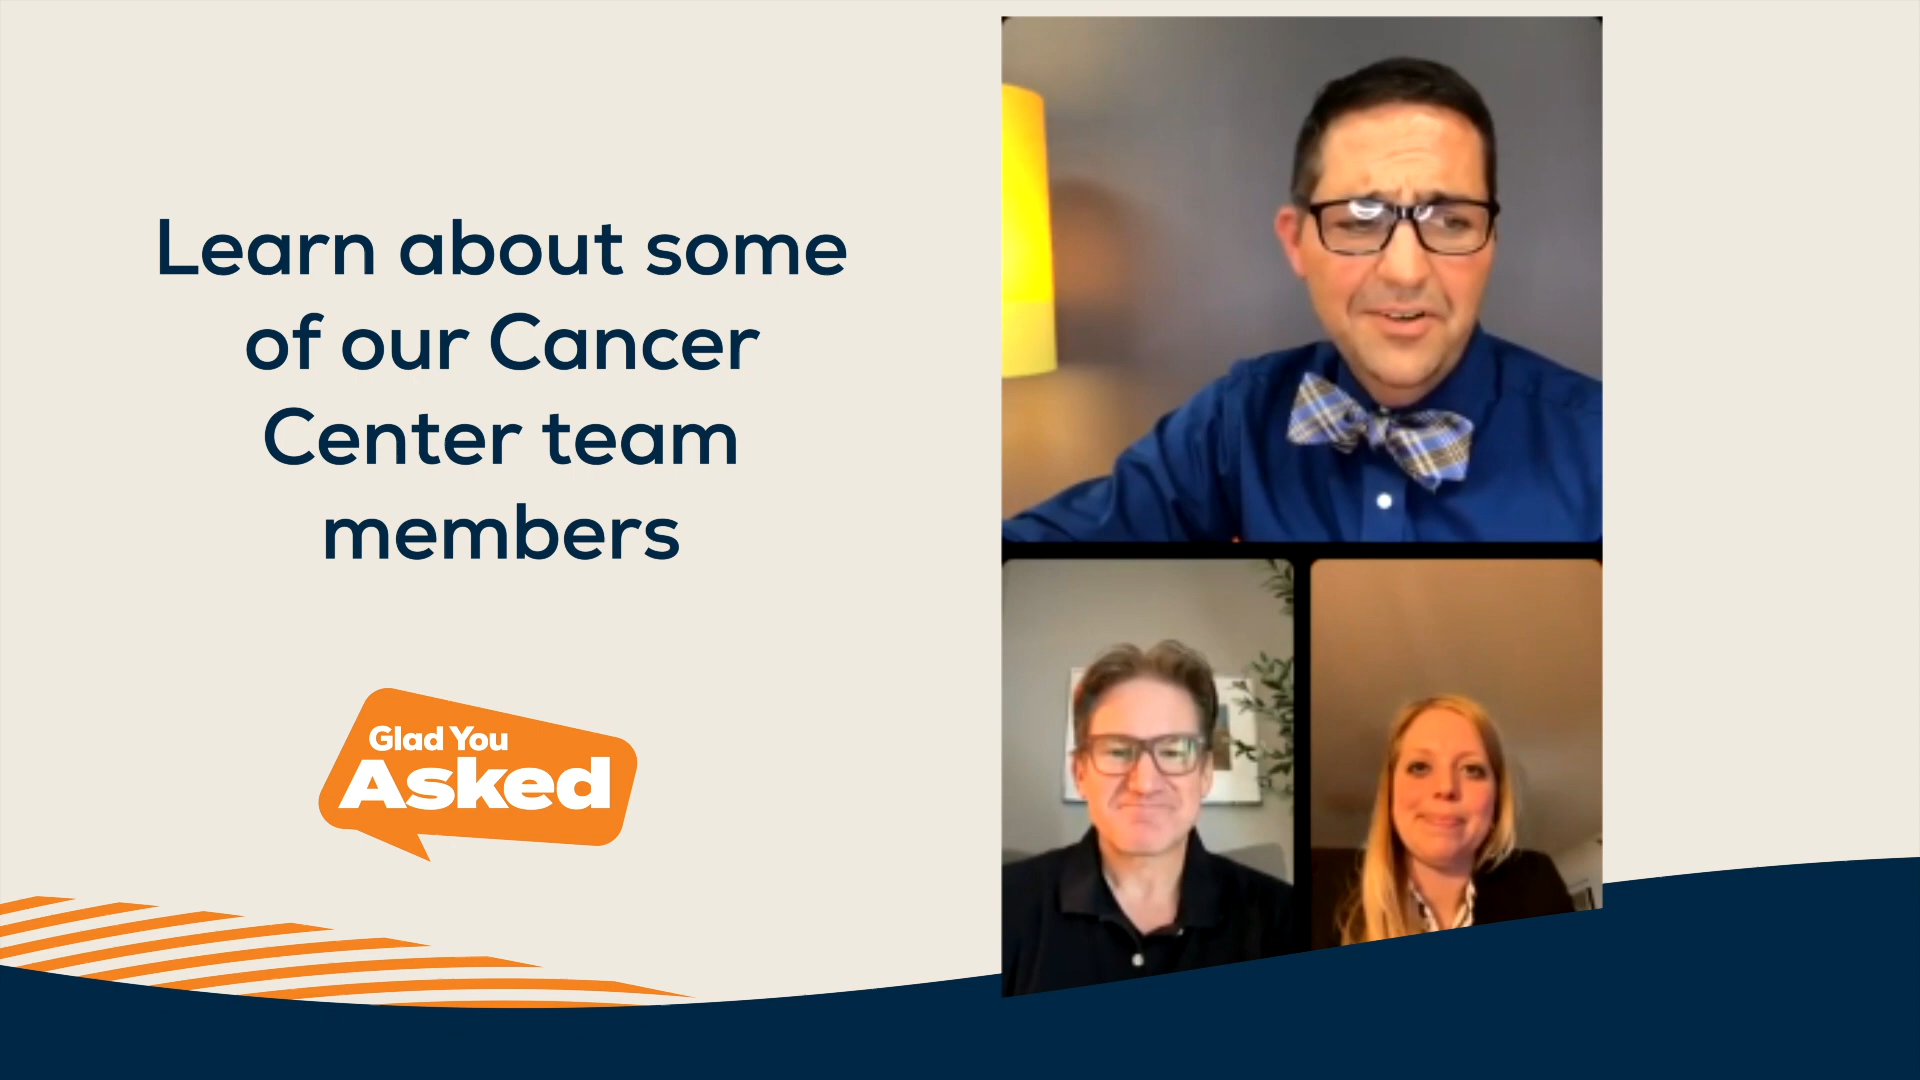 Learn about some
of our Cancer
Center team
members
Glad You
Asked